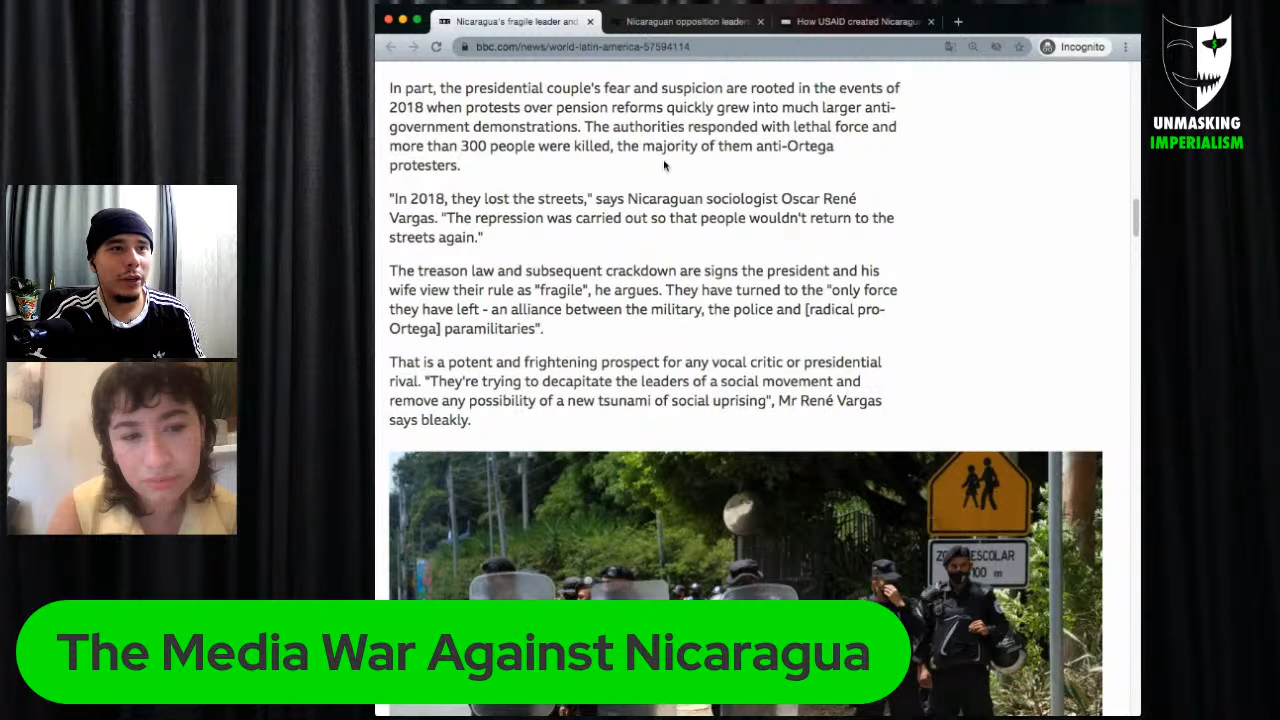 Nicaragua's fragile leader and
Nicaraguan opposition leaders
How USAID created Nicaragu
bbc.com/news/world-latin-america-57594114
Incognito
In part, the presidential couple's fear and suspicion are rooted in the events of
2018 when protests over pension reforms quickly grew into much larger anti-
government demonstrations. The authorities responded with lethal force and
more than 300 people were killed, the majority of them anti-Ortega
protesters.
"In 2018, they lost the streets," says Nicaraguan sociologist Oscar René
Vargas. "The repression was carried out so that people wouldn't return to the
streets again."
The treason law and subsequent crackdown are signs the president and his
wife view their rule as "fragile", he argues. They have turned to the "only force
they have left - an alliance between the military, the police and [radical pro-
Ortega] paramilitaries".
That is a potent and frightening prospect for any vocal critic or presidential
rival. "They're trying to decapitate the leaders of a social movement and
remove any possibility of a new tsunami of social uprising", Mr René Vargas
says bleakly.
ESCOLAR
00 m
UNMASKING
IMPERIALISM
The Media War Against Nicaragua